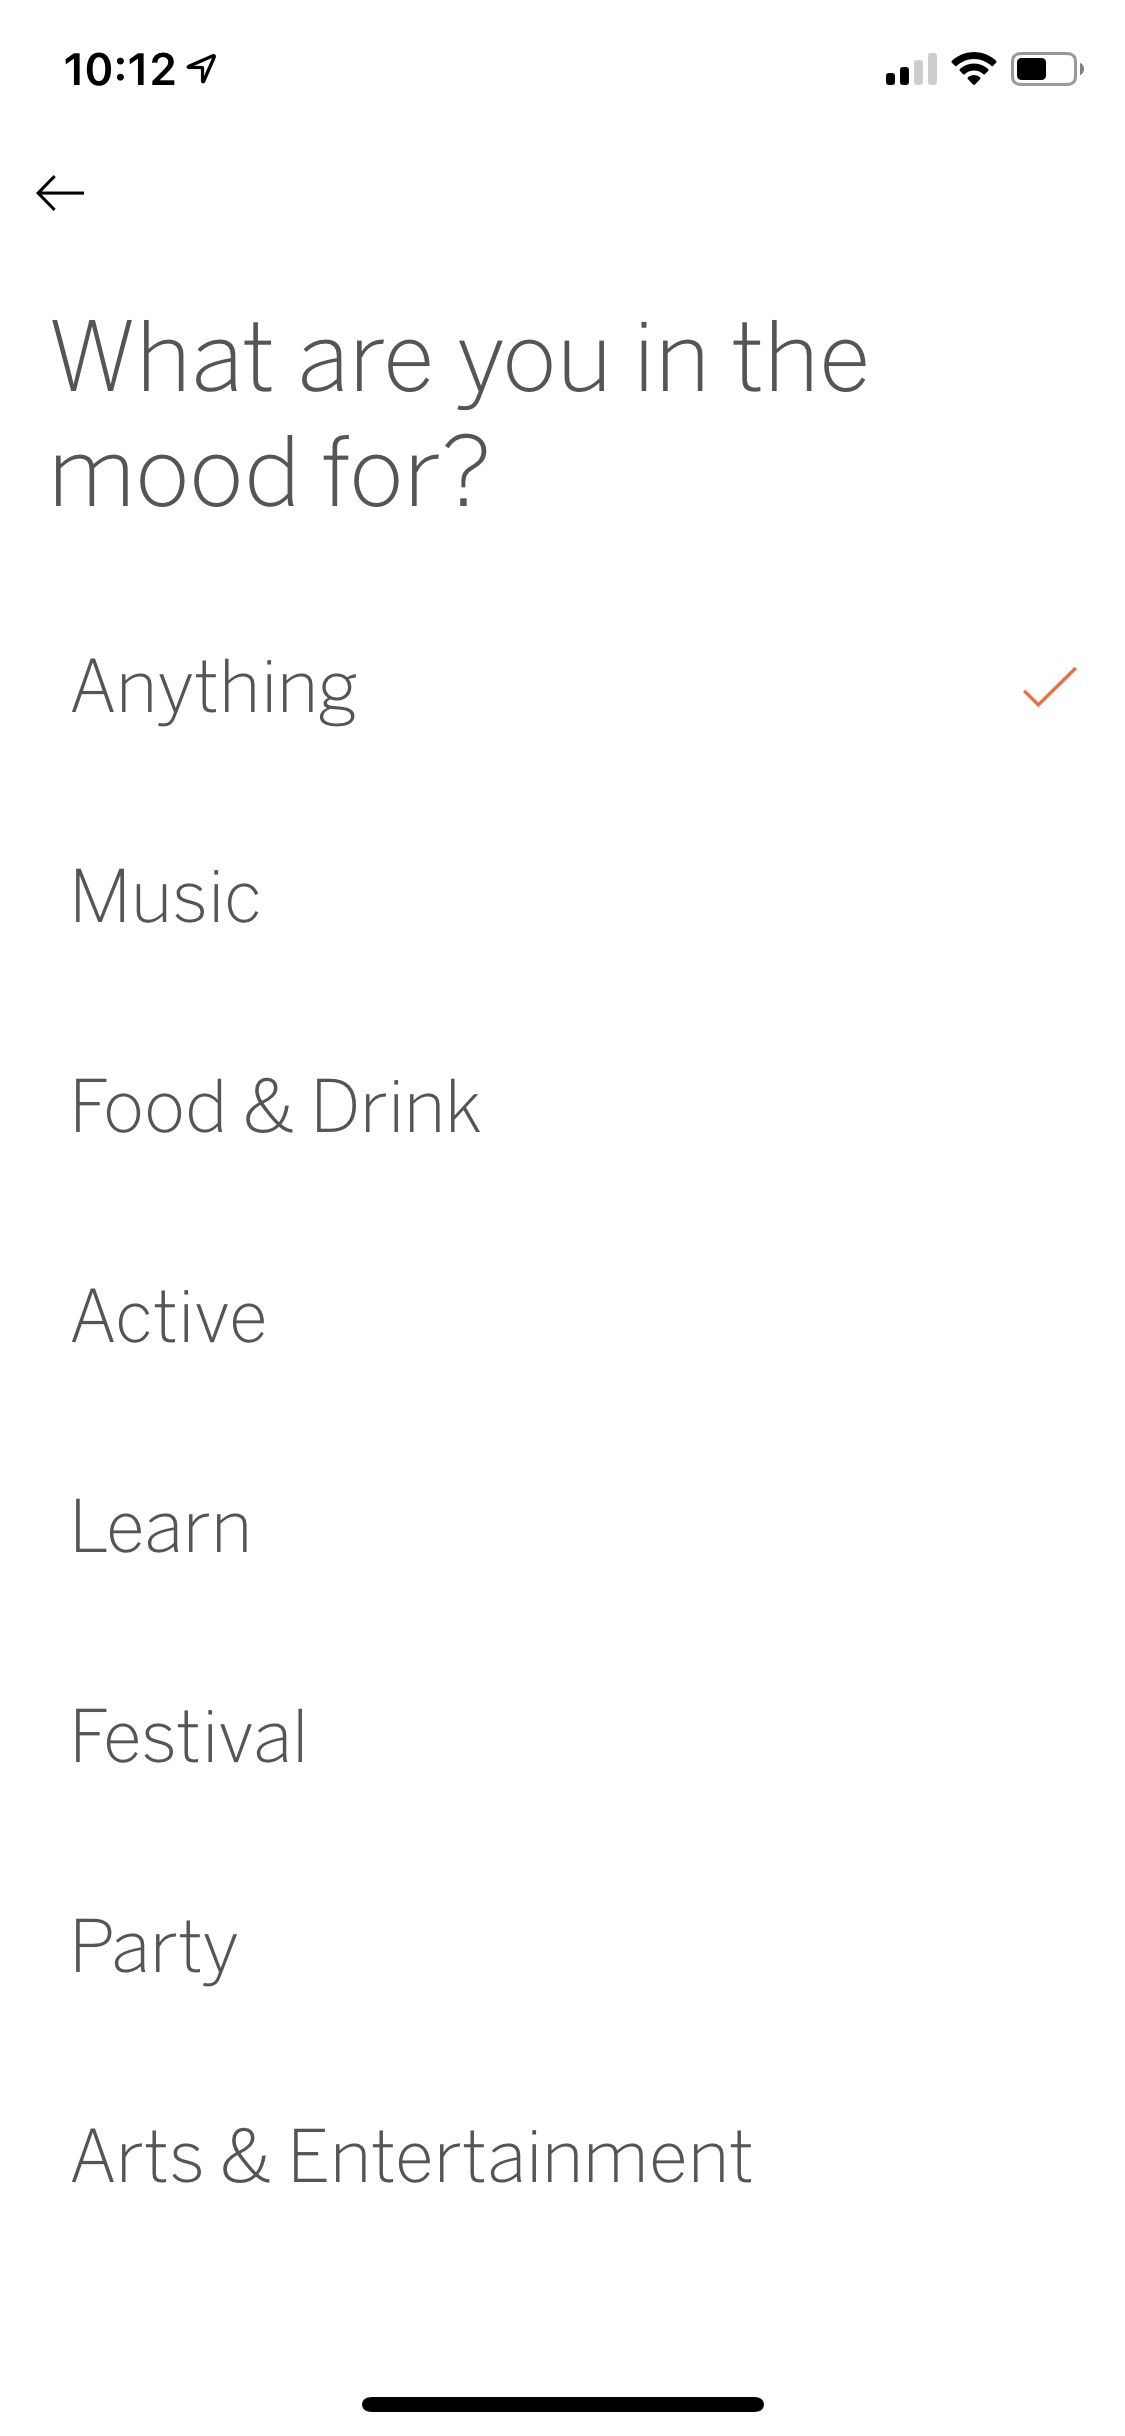 10:12
What are you in the
mood for?
Anything
Music
Food & Drink
Active
Learn
Festival
Party
Arts & Entertainment